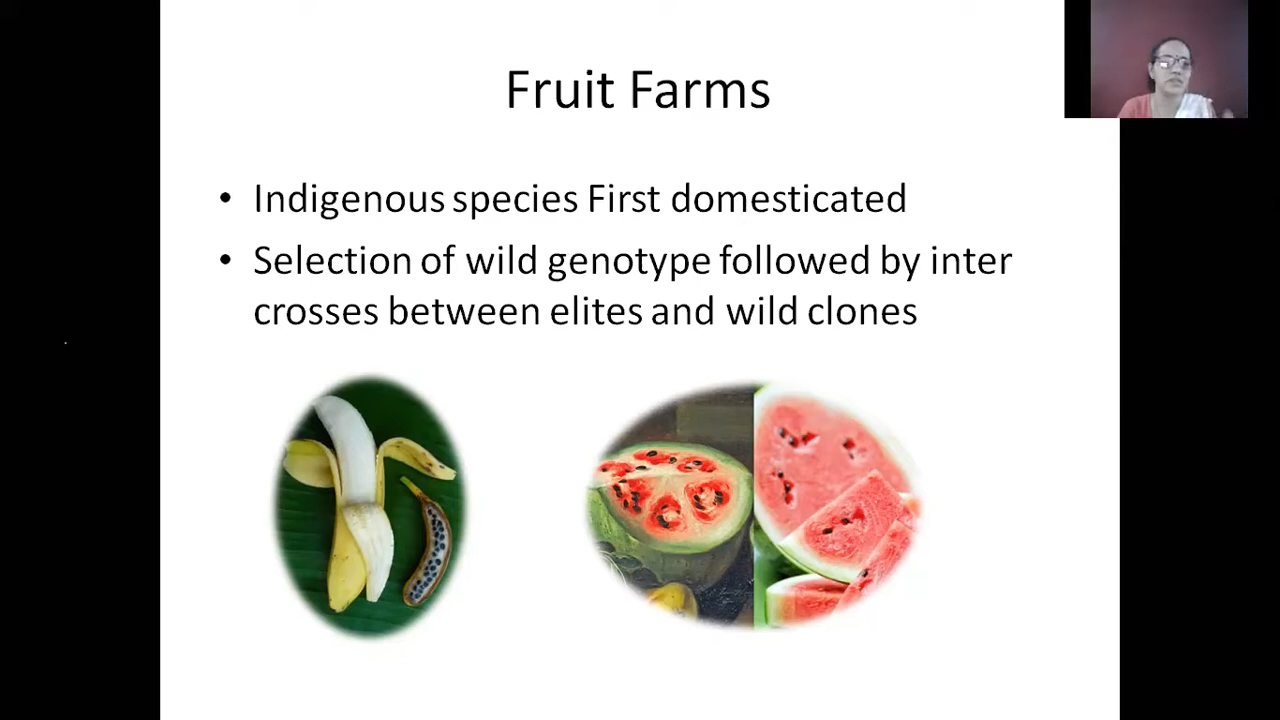 Fruit Farms
• Indigenous species First domesticated
• Selection of wild genotype followed by inter
crosses between elites and wild clones